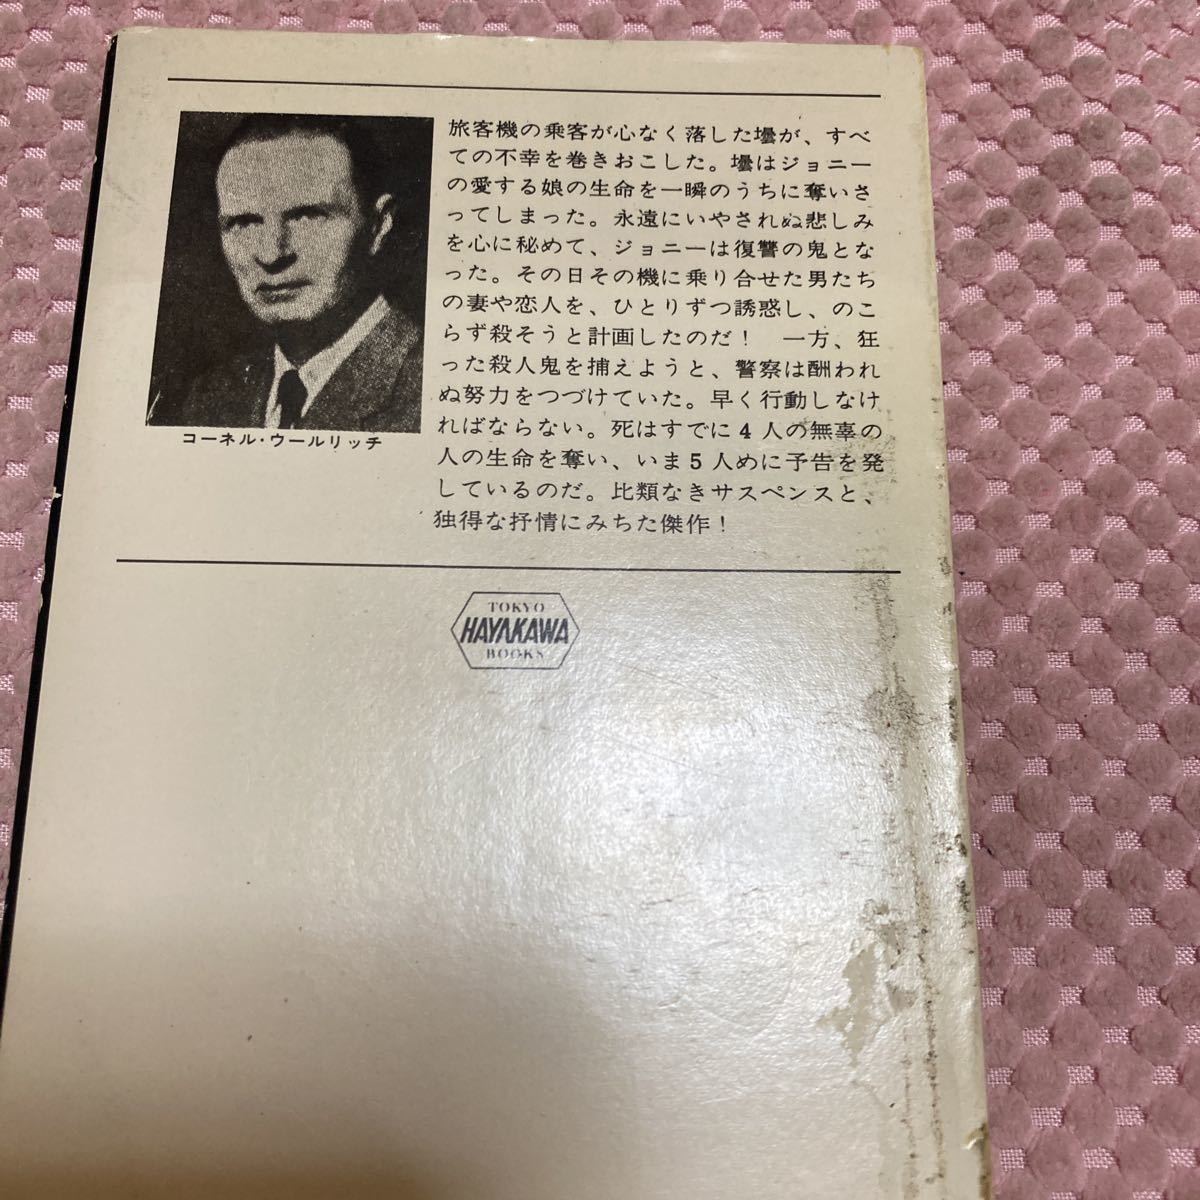 旅客機の乗客が心なく落した壜が、すべ
ての不幸を巻きおこした。壜はジョニー
の愛する娘の生命を一瞬のうちに奪いさ
ってしまった。永遠にいやされぬ悲しみ
を心に秘めて、ジョニーは復讐の鬼とな
った。その日その機に乗り合せた男たち
の妻や恋人を、ひとりずつ誘惑し、のこ
らず殺そうと計画したのだ！　一方、狂
った殺人鬼を捕えようと、警察は酬われ
ぬ努力をつづけていた。早く行動しなけ
ればならない。死はすでに4人の無辜の
人の生命を奪い、いま5人めに予告を発
しているのだ。比類なきサスペンスと、
独得な抒情にみちた傑作！
コーネル・ウールリッチ
TOKYO
HAYAKAWA
BOOKS